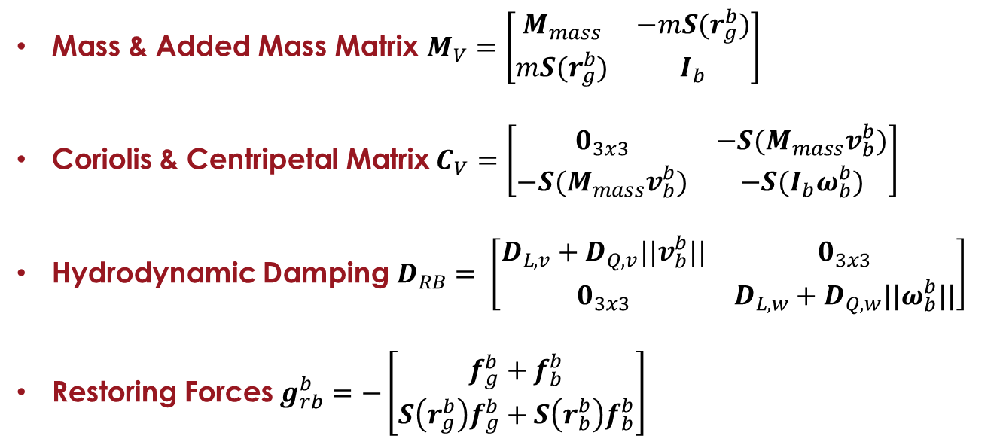 • Mass & Added Mass Matrix $\boldsymbol{M}_V = \begin{bmatrix} \boldsymbol{M}_{mass} & -m\boldsymbol{S}(\boldsymbol{r}_g^b) \\ m\boldsymbol{S}(\boldsymbol{r}_g^b) & \boldsymbol{I}_b \end{bmatrix}$
• Coriolis & Centripetal Matrix $\boldsymbol{C}_V = \begin{bmatrix} \boldsymbol{0}_{3x3} & -\boldsymbol{S}(\boldsymbol{M}_{mass}\boldsymbol{v}_b^b) \\ -\boldsymbol{S}(\boldsymbol{M}_{mass}\boldsymbol{v}_b^b) & -\boldsymbol{S}(\boldsymbol{I}_b\boldsymbol{\omega}_b^b) \end{bmatrix}$
• Hydrodynamic Damping $\boldsymbol{D}_{RB} = \begin{bmatrix} \boldsymbol{D}_{L,v} + \boldsymbol{D}_{Q,v}||\boldsymbol{v}_b^b|| & \boldsymbol{0}_{3x3} \\ \boldsymbol{0}_{3x3} & \boldsymbol{D}_{L,w} + \boldsymbol{D}_{Q,w}||\boldsymbol{\omega}_b^b|| \end{bmatrix}$
• Restoring Forces $\boldsymbol{g}_{rb}^b = -\begin{bmatrix} \boldsymbol{f}_g^b + \boldsymbol{f}_b^b \\ \boldsymbol{S}(\boldsymbol{r}_g^b)\boldsymbol{f}_g^b + \boldsymbol{S}(\boldsymbol{r}_b^b)\boldsymbol{f}_b^b \end{bmatrix}$